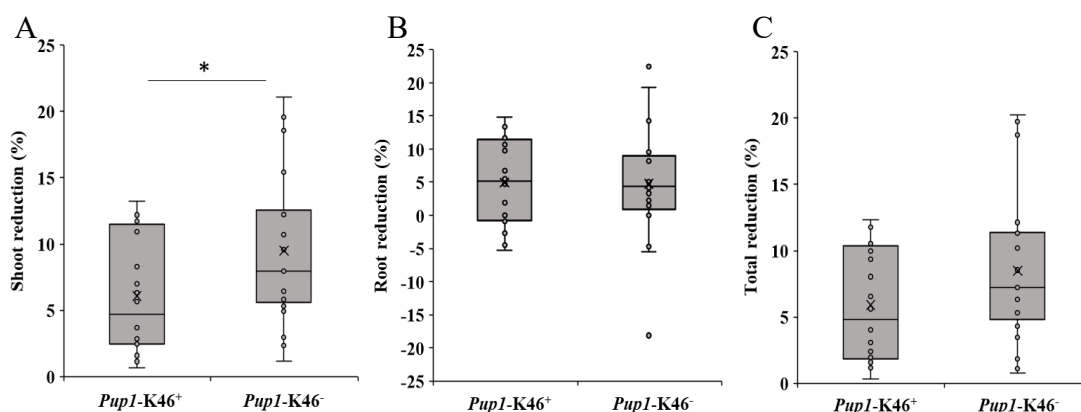 A
Shoot reduction (%)
25
20
15
10
5
0
*
Pup1-K46+
Pup1-K46-
B
Root reduction (%)
25
20
15
10
5
0
-5
-10
-15
-20
-25
Pup1-K46+
Pup1-K46-
C
Total reduction (%)
25
20
15
10
5
0
Pup1-K46+
Pup1-K46-